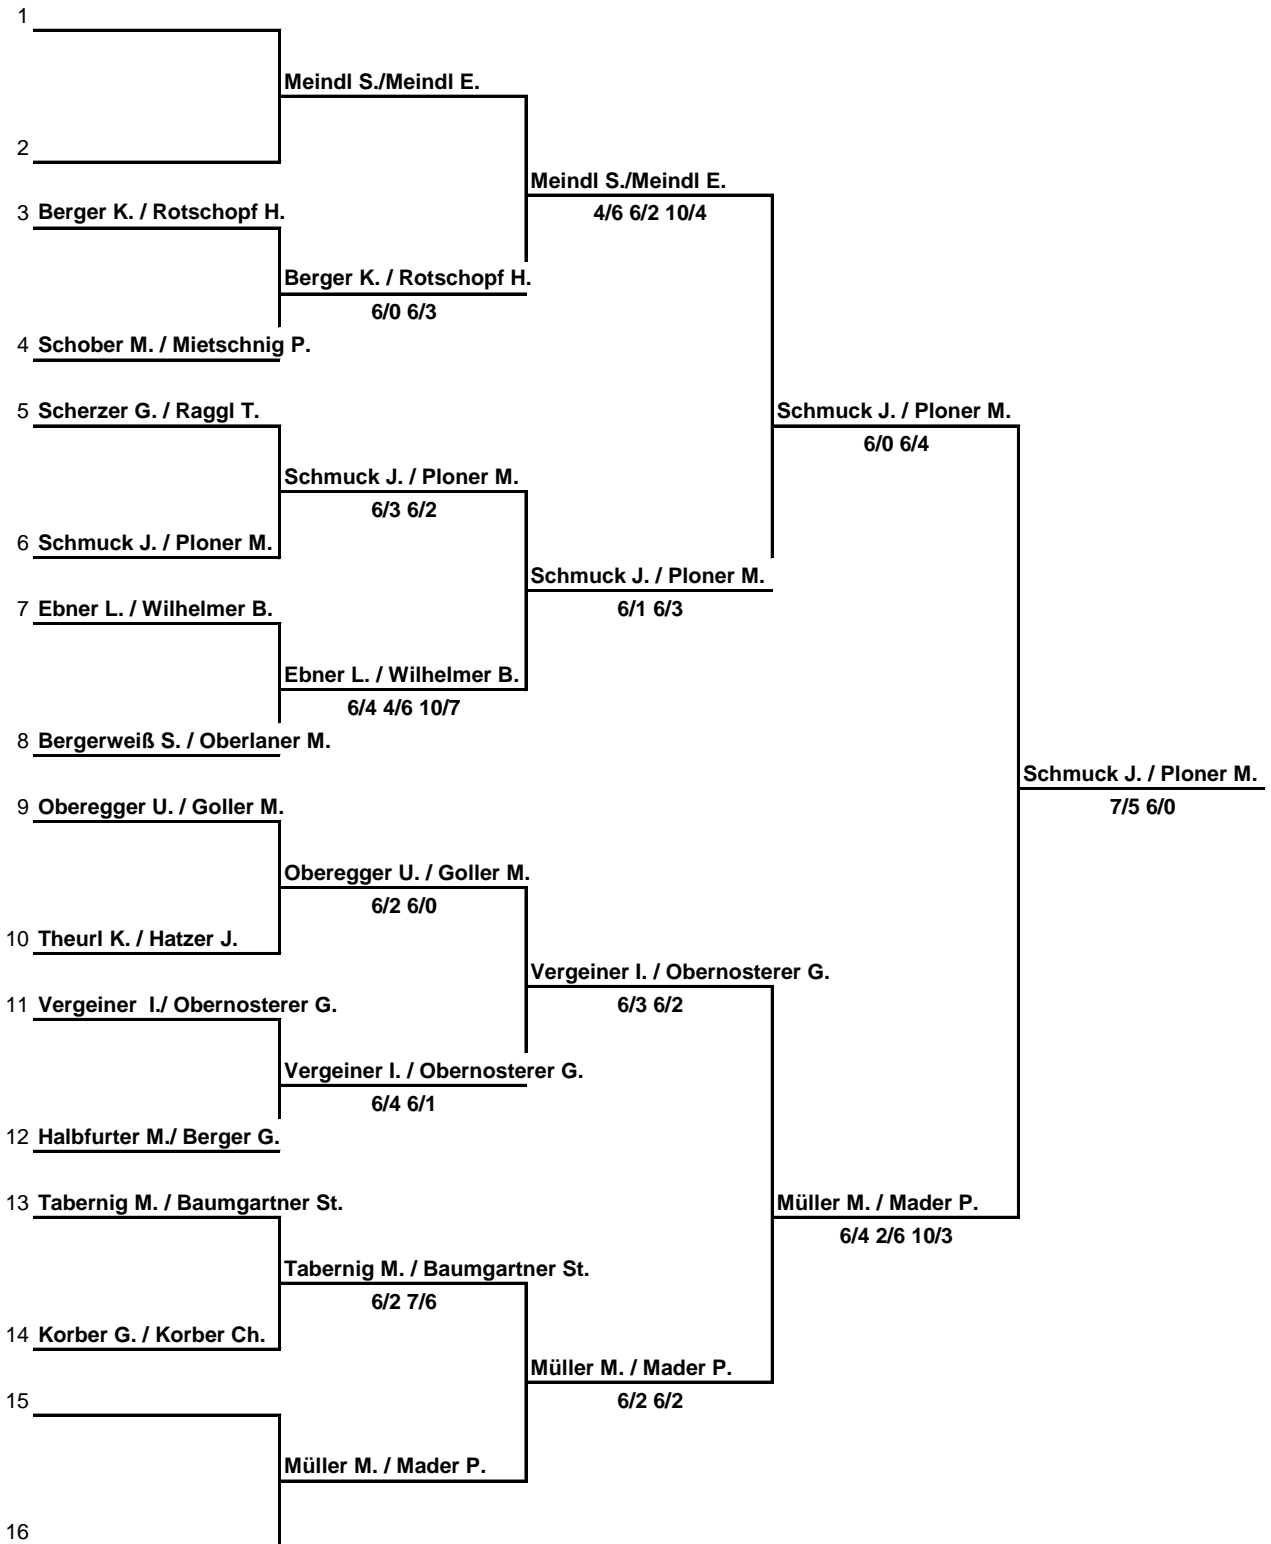 1
Meindl S./Meindl E.
2
Meindl S./Meindl E.
3 Berger K. / Rotschopf H.
4/6 6/2 10/4
Berger K. / Rotschopf H.
6/0 6/3
4 Schober M. / Mietschnig P.
5 Scherzer G. / Raggl T.
Schmuck J. / Ploner M.
6/0 6/4
Schmuck J. / Ploner M.
6/3 6/2
6 Schmuck J. / Ploner M.
Schmuck J. / Ploner M.
7 Ebner L. / Wilhelmer B.
6/1 6/3
Ebner L. / Wilhelmer B.
6/4 4/6 10/7
8 Bergerweiß S. / Oberlaner M.
Schmuck J. / Ploner M.
9 Oberegger U. / Goller M.
7/5 6/0
Oberegger U. / Goller M.
6/2 6/0
10 Theurl K. / Hatzer J.
Vergeiner I. / Obernosterer G.
11 Vergeiner  I./ Obernosterer G.
6/3 6/2
Vergeiner I. / Obernosterer G.
6/4 6/1
12 Halbfurter M./ Berger G.
13 Tabernig M. / Baumgartner St.
Müller M. / Mader P.
6/4 2/6 10/3
Tabernig M. / Baumgartner St.
6/2 7/6
14 Korber G. / Korber Ch.
Müller M. / Mader P.
15
6/2 6/2
Müller M. / Mader P.
16